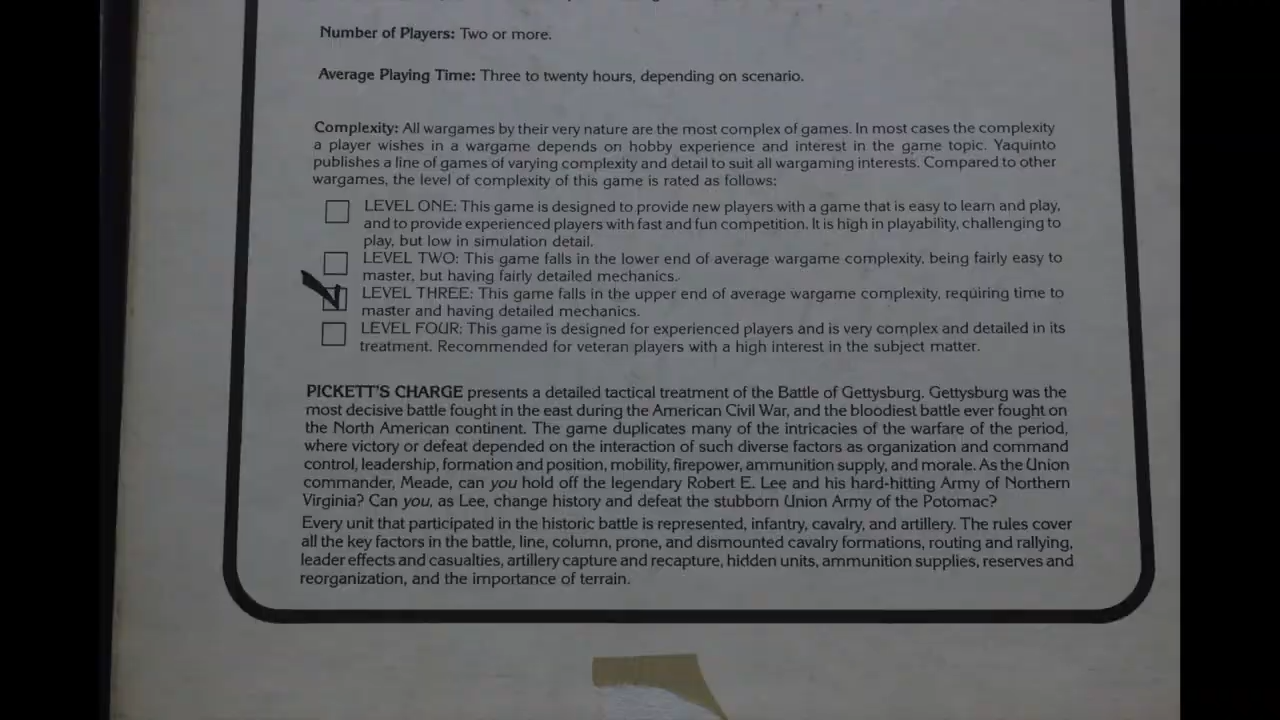 Number of Players: Two or more.
Average Playing Time: Three to twenty hours, depending on scenario.
Complexity: All wargames by their very nature are the most complex of games. In most cases the complexity
a player wishes in a wargame depends on hobby experience and interest in the game topic. Yaquinto
publishes a line of games of varying complexity and detail to suit all wargaming interests. Compared to other
wargames, the level of complexity of this game is rated as follows:
LEVEL ONE: This game is designed to provide new players with a game that is easy to learn and play,
and to provide experienced players with fast and fun competition. It is high in playability, challenging to
play, but low in simulation detail.
LEVEL TWO: This game falls in the lower end of average wargame complexity, being fairly easy to
master, but having fairly detailed mechanics.
LEVEL THREE: This game falls in the upper end of average wargame complexity, requiring time to
master and having detailed mechanics.
LEVEL FOUR: This game is designed for experienced players and is very complex and detailed in its
treatment. Recommended for veteran players with a high interest in the subject matter.
PICKETT'S CHARGE presents a detailed tactical treatment of the Battle of Gettysburg. Gettysburg was the
most decisive battle fought in the east during the American Civil War, and the bloodiest battle ever fought on
the North American continent. The game duplicates many of the intricacies of the warfare of the period,
where victory or defeat depended on the interaction of such diverse factors as organization and command
control, leadership, formation and position, mobility, firepower, ammunition supply, and morale. As the Union
commander, Meade, can you hold off the legendary Robert E. Lee and his hard-hitting Army of Northern
Virginia? Can you, as Lee, change history and defeat the stubborn Union Army of the Potomac?
Every unit that participated in the historic battle is represented, infantry, cavalry, and artillery. The rules cover
all the key factors in the battle, line, column, prone, and dismounted cavalry formations, routing and rallying,
leader effects and casualties, artillery capture and recapture, hidden units, ammunition supplies, reserves and
reorganization, and the importance of terrain.